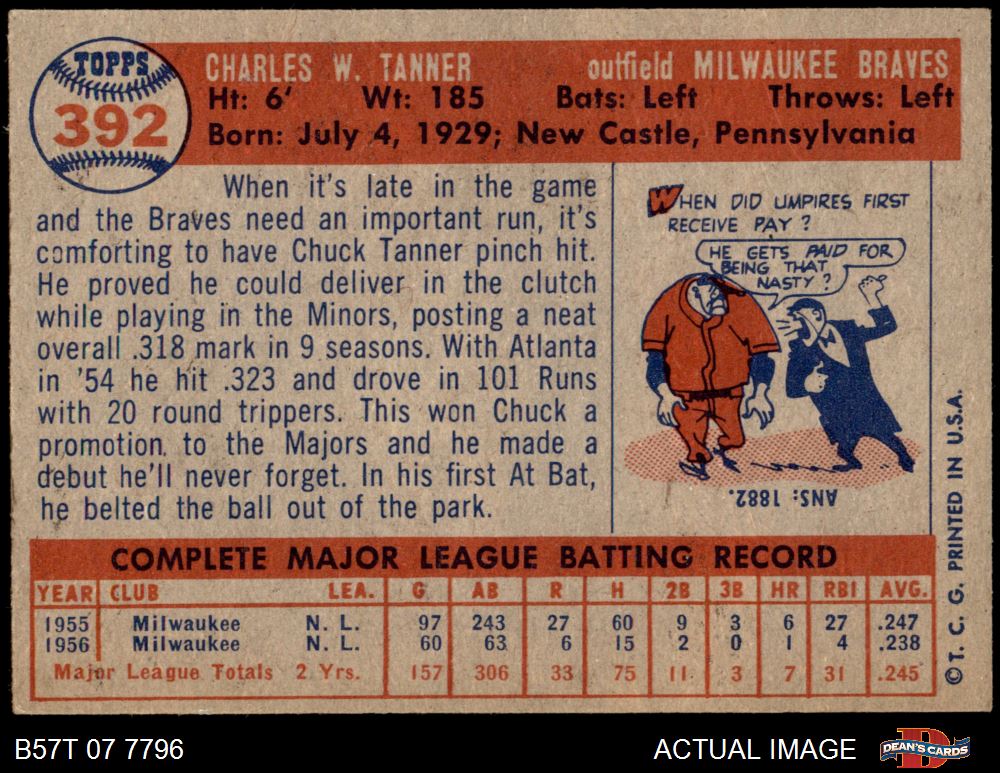 TOPPS
392
CHARLES W. TANNER outfield MILWAUKEE BRAVES
Ht: 6' Wt: 185 Bats: Left Throws: Left
Born: July 4, 1929; New Castle, Pennsylvania
When it's late in the game
and the Braves need an important run, it's
comforting to have Chuck Tanner pinch hit.
He proved he could deliver in the clutch
while playing in the Minors, posting a neat
overall .318 mark in 9 seasons. With Atlanta
in '54 he hit .323 and drove in 101 Runs
with 20 round trippers. This won Chuck a
promotion to the Majors and he made a
debut he'll never forget. In his first At Bat,
he belted the ball out of the park.
WHEN DID UMPIRES FIRST
RECEIVE PAY?
HE GETS PAID FOR
BEING THAT
NASTY?
ANS: 1882.
COMPLETE MAJOR LEAGUE BATTING RECORD
YEAR CLUB LEA. G AB R H 2B 3B HR RBI AVG.
1955 Milwaukee N. L. 97 243 27 60 9 3 6 27 .247
1956 Milwaukee N. L. 60 63 6 15 2 0 1 4 .238
Major League Totals 2 Yrs. 157 306 33 75 11 3 7 31 .245
© T. C. G. PRINTED IN U.S.A.
B57T 07 7796 ACTUAL IMAGE
DEAN'S CARDS